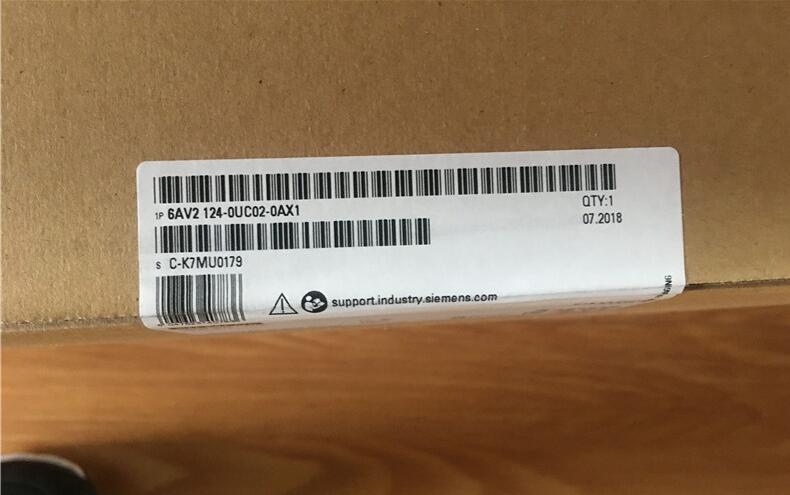 1P 6AV2 124-0UC02-0AX1
QTY:1
07.2018
S C-K7MU0179
support.industry.siemens.com